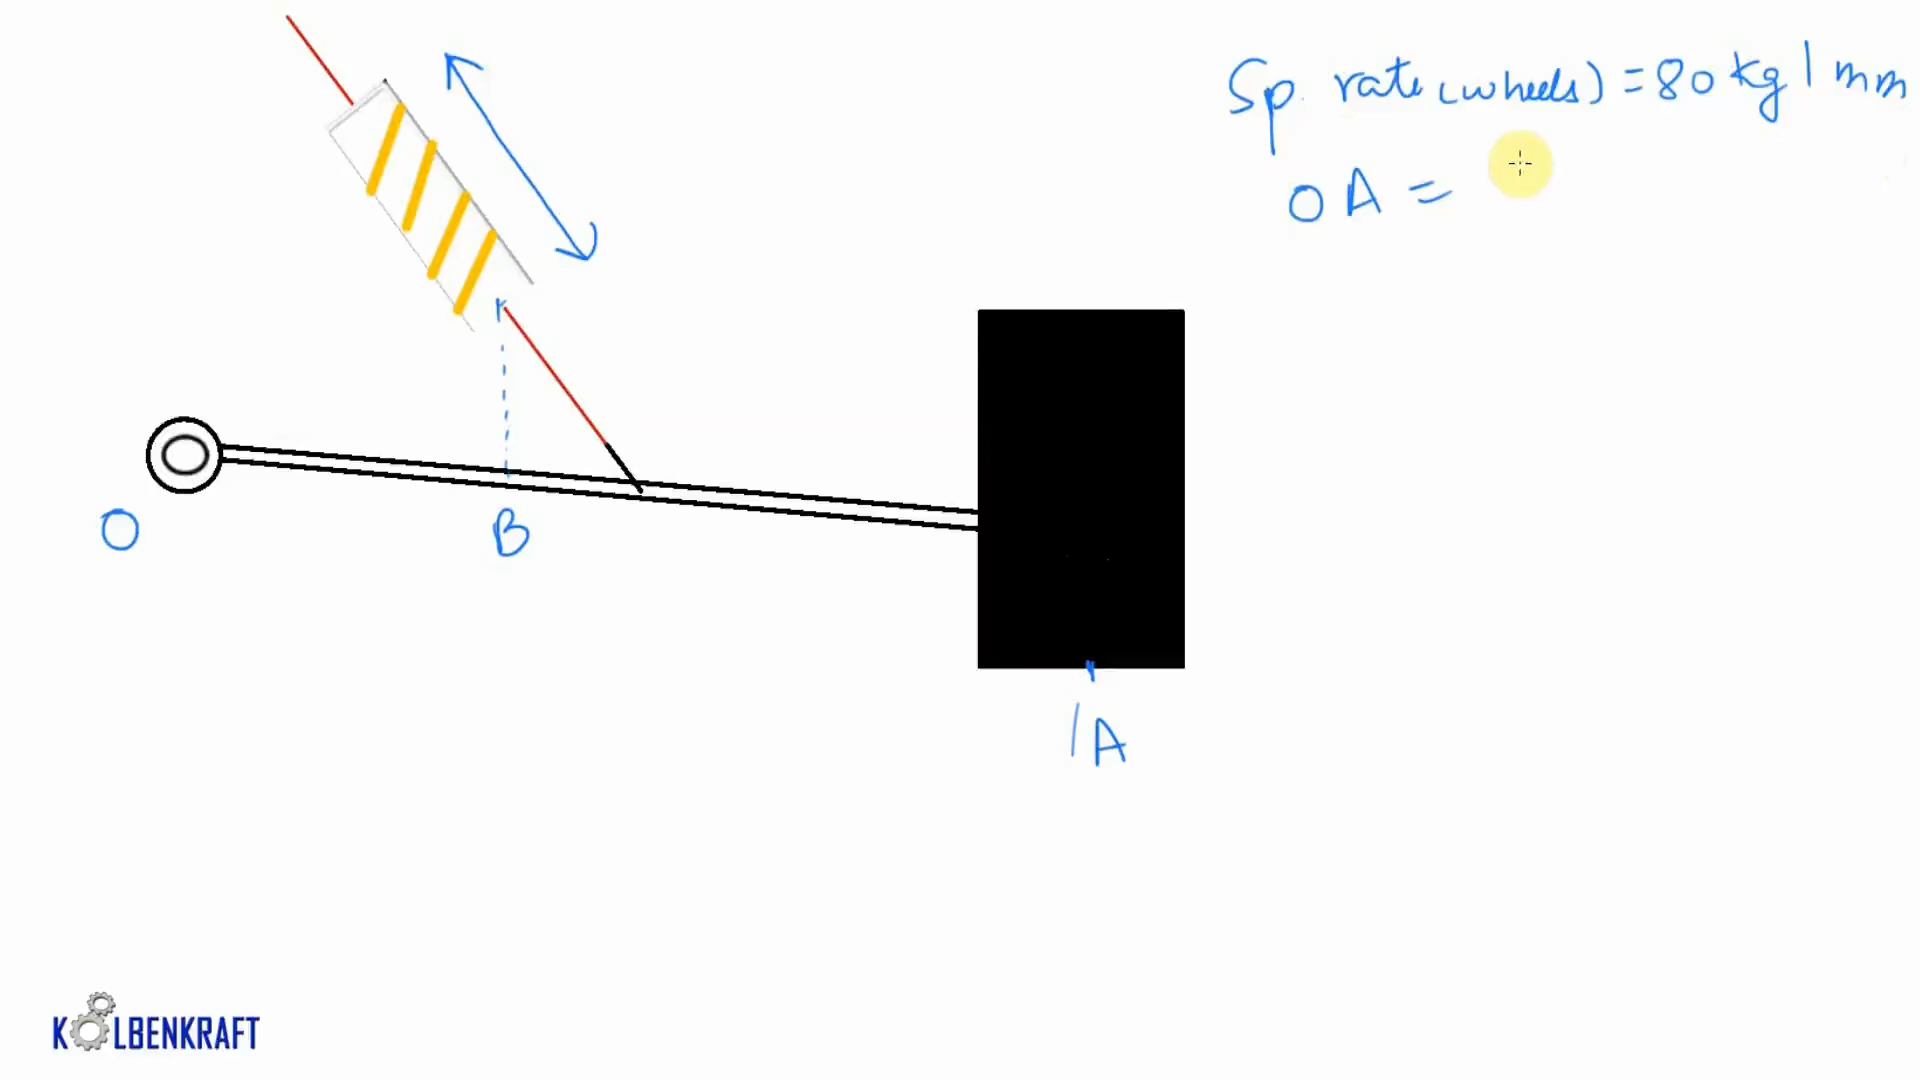 Sp. rate (wheels) = 80 kg / mm
OA =
O
B
A
KOLBENKRAFT